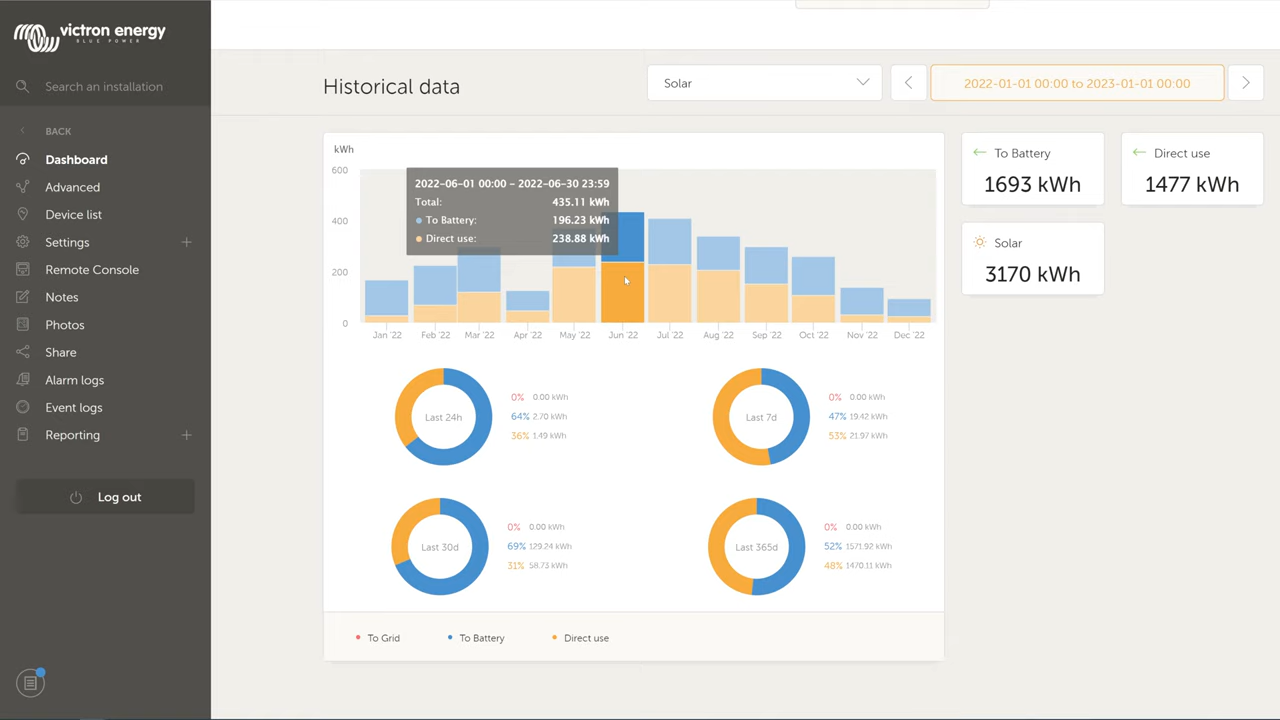 victron energy
BLUE POWER
Search an installation
BACK
Dashboard
Advanced
Device list
Settings
Remote Console
Notes
Photos
Share
Alarm logs
Event logs
Reporting
Log out
Historical data
Solar
2022-01-01 00:00 to 2023-01-01 00:00
kWh
600
400
200
0
2022-06-01 00:00 – 2022-06-30 23:59
Total: 435.11 kWh
To Battery: 196.23 kWh
Direct use: 238.88 kWh
Jan '22 Feb '22 Mar '22 Apr '22 May '22 Jun '22 Jul '22 Aug '22 Sep '22 Oct '22 Nov '22 Dec '22
To Battery
1693 kWh
Direct use
1477 kWh
Solar
3170 kWh
Last 24h
0% 0.00 kWh
64% 2.70 kWh
36% 1.49 kWh
Last 7d
0% 0.00 kWh
47% 19.42 kWh
53% 21.97 kWh
Last 30d
0% 0.00 kWh
69% 129.24 kWh
31% 58.73 kWh
Last 365d
0% 0.00 kWh
52% 1571.92 kWh
48% 1470.11 kWh
To Grid
To Battery
Direct use